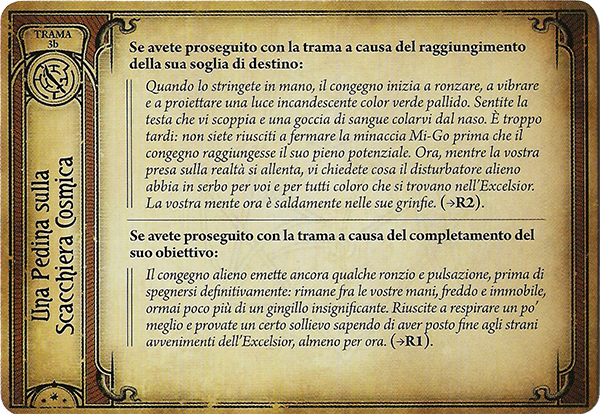 TRAMA
3b
Una Pedina sulla
Scacchiera Cosmica
Se avete proseguito con la trama a causa del raggiungimento
della sua soglia di destino:
Quando lo stringete in mano, il congegno inizia a ronzare, a vibrare
e a proiettare una luce incandescente color verde pallido. Sentite la
testa che vi scoppia e una goccia di sangue colarvi dal naso. È troppo
tardi: non siete riusciti a fermare la minaccia Mi-Go prima che il
congegno raggiungesse il suo pieno potenziale. Ora, mentre la vostra
presa sulla realtà si allenta, vi chiedete cosa il disturbatore alieno
abbia in serbo per voi e per tutti coloro che si trovano nell'Excelsior.
La vostra mente ora è saldamente nelle sue grinfie. (→R2).
Se avete proseguito con la trama a causa del completamento del
suo obiettivo:
Il congegno alieno emette ancora qualche ronzio e pulsazione, prima di
spegnersi definitivamente: rimane fra le vostre mani, freddo e immobile,
ormai poco più di un gingillo insignificante. Riuscite a respirare un po'
meglio e provate un certo sollievo sapendo di aver posto fine agli strani
avvenimenti dell'Excelsior, almeno per ora. (→R1).